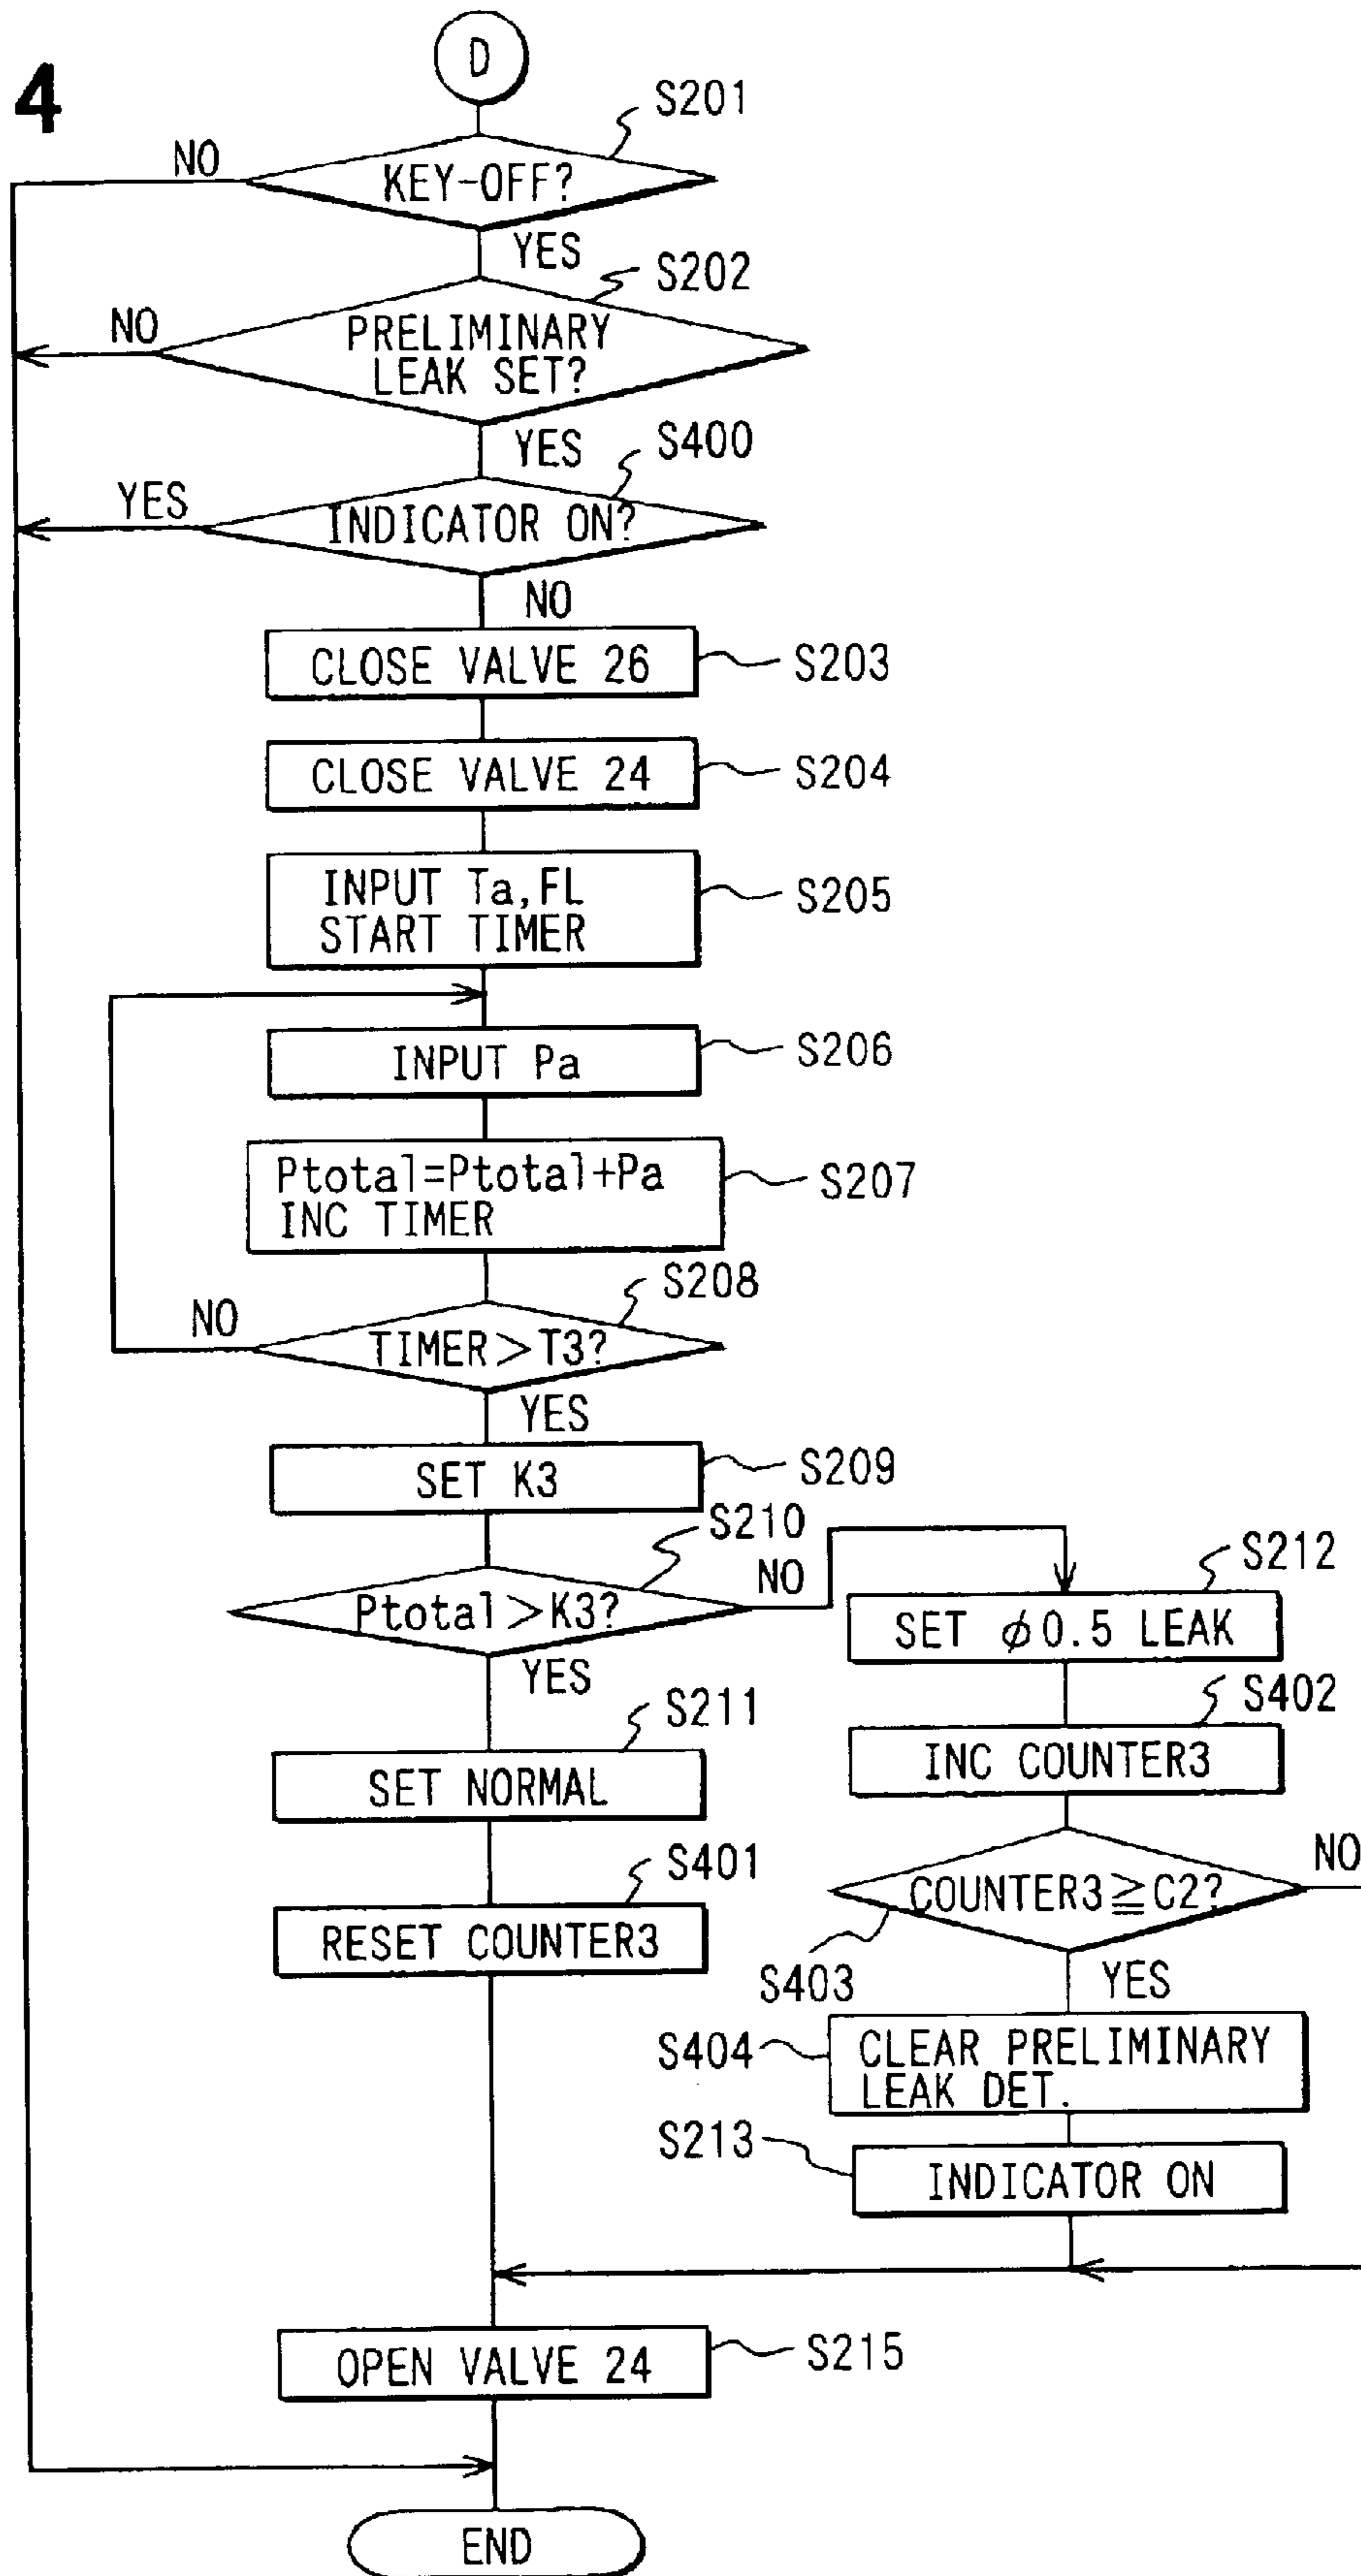 4
D
S201
NO
KEY-OFF?
YES
S202
NO
PRELIMINARY
LEAK SET?
YES
S400
YES
INDICATOR ON?
NO
CLOSE VALVE 26
S203
CLOSE VALVE 24
S204
INPUT Ta,FL
START TIMER
S205
INPUT Pa
S206
Ptotal=Ptotal+Pa
INC TIMER
S207
S208
NO
TIMER>T3?
YES
SET K3
S209
S210
NO
Ptotal>K3?
YES
S212
SET ϕ0.5 LEAK
S211
SET NORMAL
S402
INC COUNTER3
S401
RESET COUNTER3
NO
COUNTER3≧C2?
S403
YES
S404
CLEAR PRELIMINARY
LEAK DET.
S213
INDICATOR ON
OPEN VALVE 24
S215
END